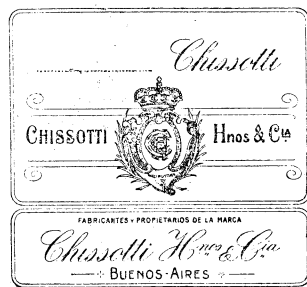 Chissotti
CHISSOTTI Hnos & Cía
FABRICANTES Y PROPIETARIOS DE LA MARCA
Chissotti Hnos & Cía
BUENOS-AIRES